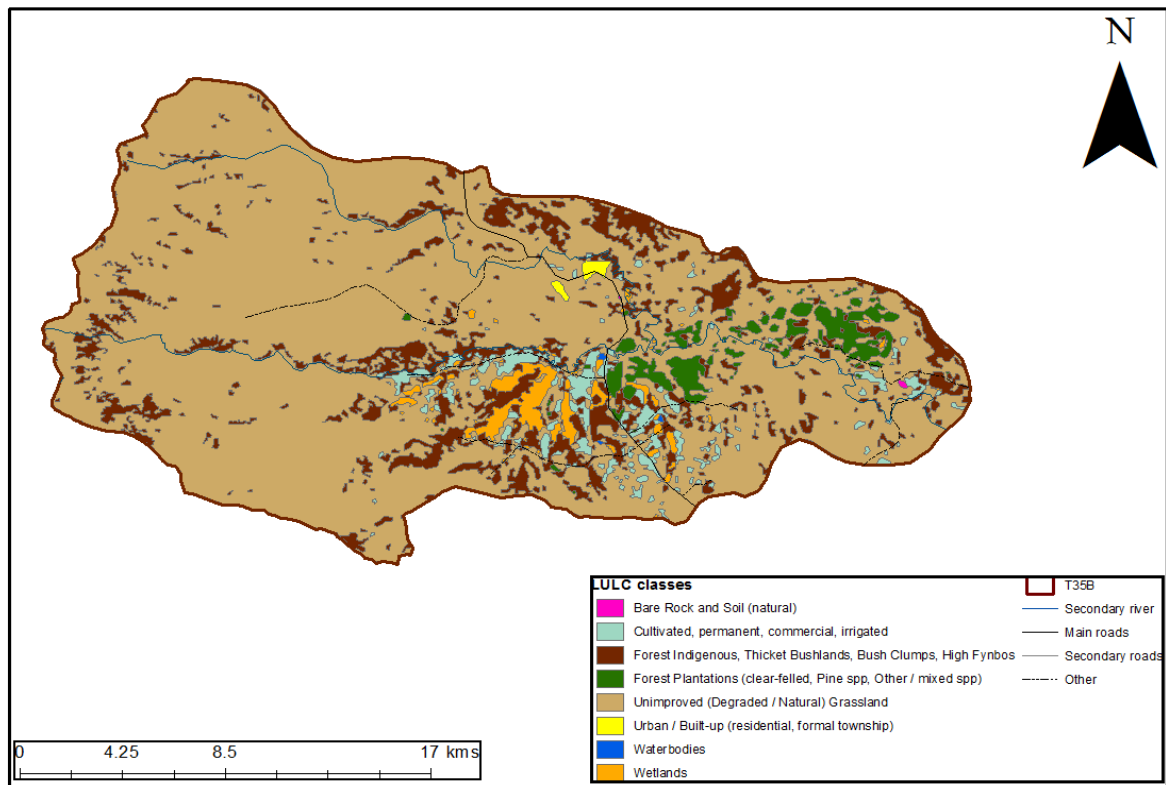 N
LULC classes
Bare Rock and Soil (natural)
Cultivated, permanent, commercial, irrigated
Forest Indigenous, Thicket Bushlands, Bush Clumps, High Fynbos
Forest Plantations (clear-felled, Pine spp, Other / mixed spp)
Unimproved (Degraded / Natural) Grassland
Urban / Built-up (residential, formal township)
Waterbodies
Wetlands
T35B
Secondary river
Main roads
Secondary roads
Other
0 4.25 8.5 17 kms